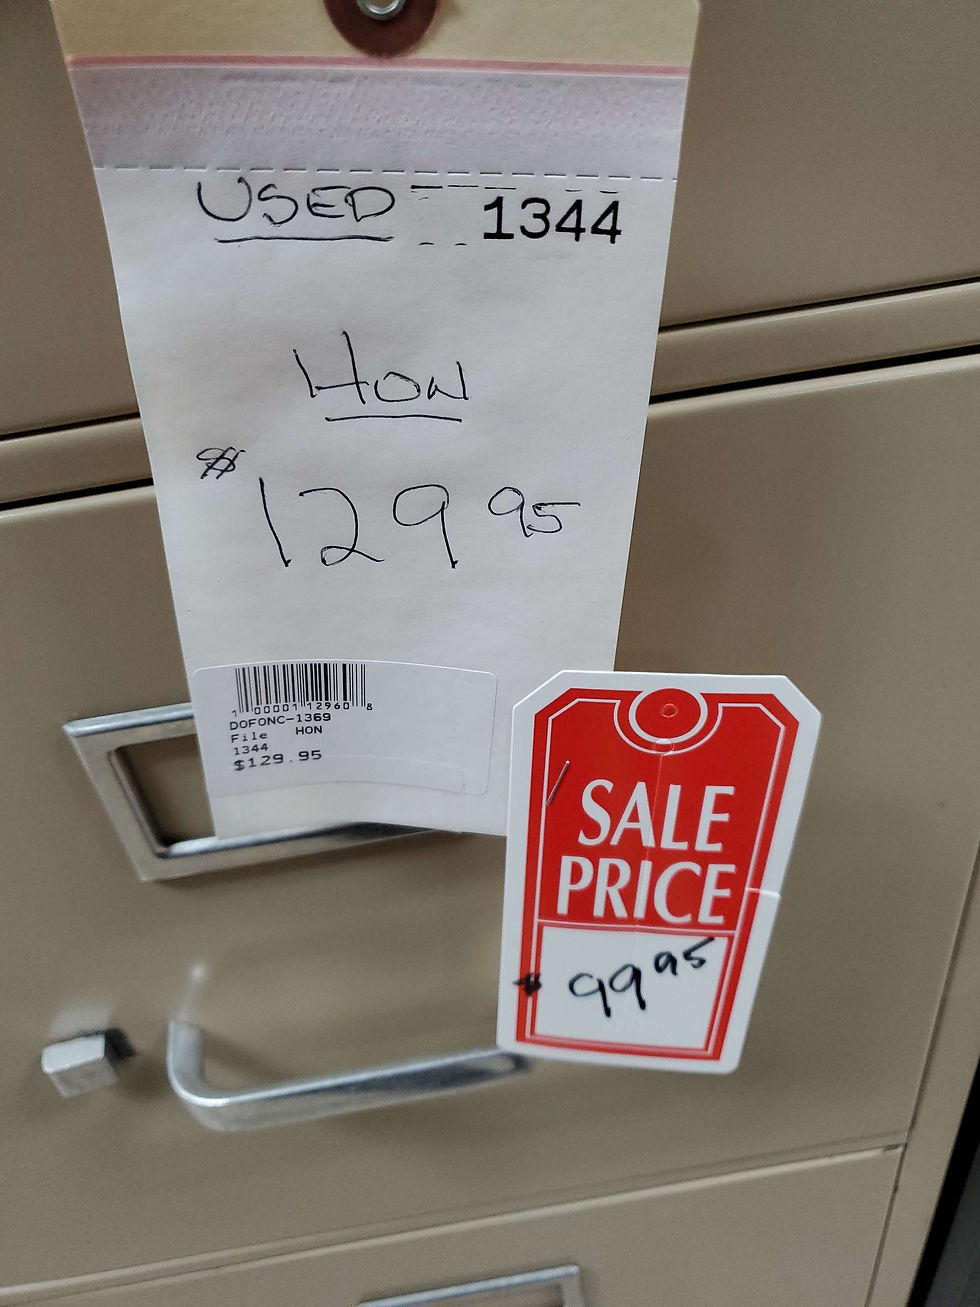 USED 1344
HON
$129 95
1 00001 12960 8
DOFONC-1369
File HON
1344
$129.95
SALE
PRICE
$99 95